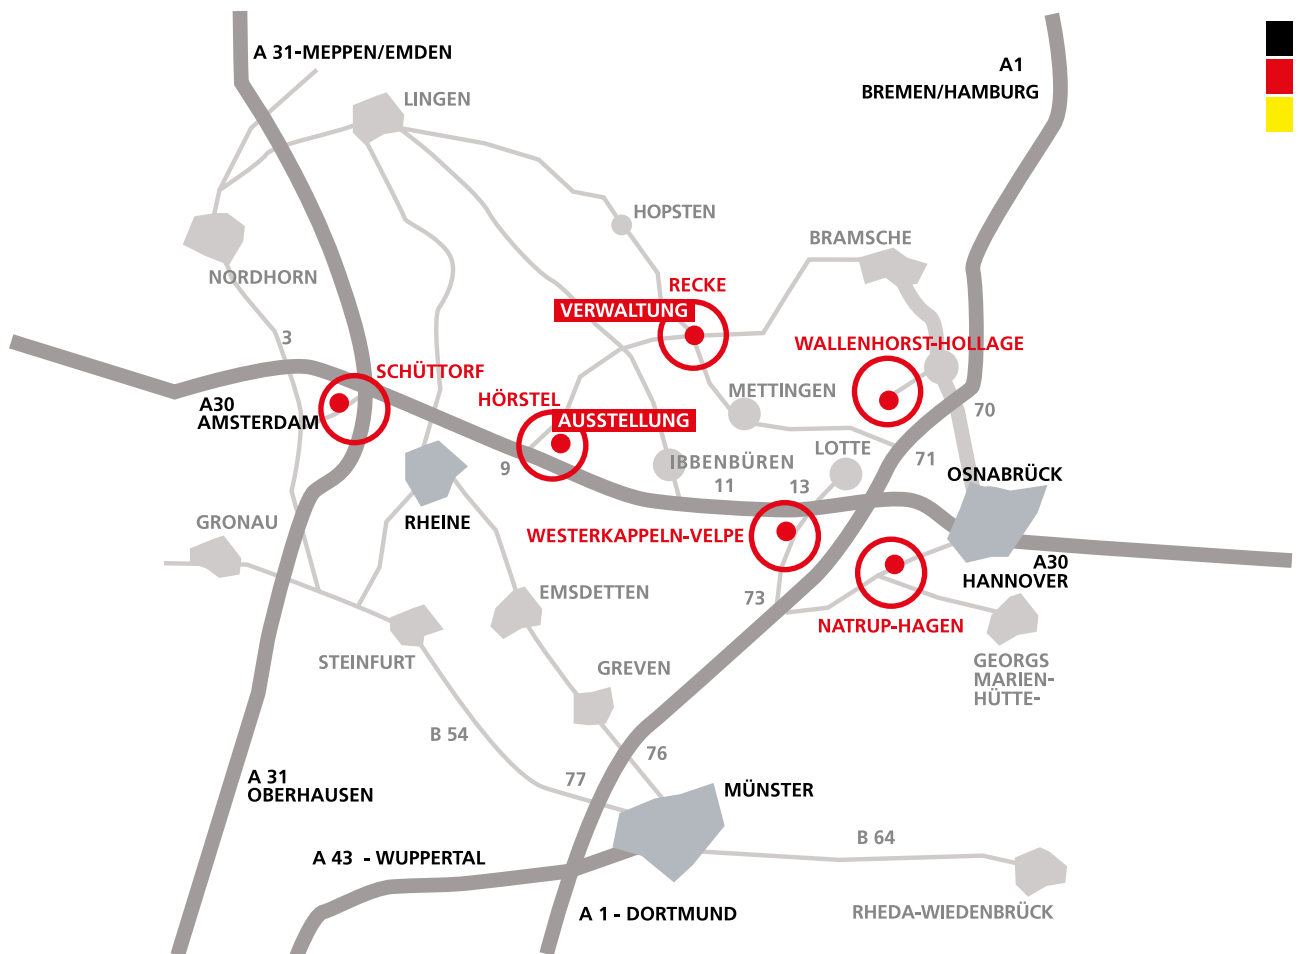 A 31-MEPPEN/EMDEN
A1
BREMEN/HAMBURG
LINGEN
HOPSTEN
BRAMSCHE
NORDHORN
RECKE
VERWALTUNG
3
WALLENHORST-HOLLAGE
SCHÜTTORF
METTINGEN
HÖRSTEL
A30
AMSTERDAM
AUSSTELLUNG
70
LOTTE
71
IBBENBÜREN
9
11
13
OSNABRÜCK
GRONAU
RHEINE
WESTERKAPPELN-VELPE
A30
HANNOVER
EMSDETTEN
73
NATRUP-HAGEN
STEINFURT
GREVEN
GEORGS
MARIEN-
HÜTTE-
B 54
76
77
A 31
OBERHAUSEN
MÜNSTER
B 64
A 43 - WUPPERTAL
A 1 - DORTMUND
RHEDA-WIEDENBRÜCK